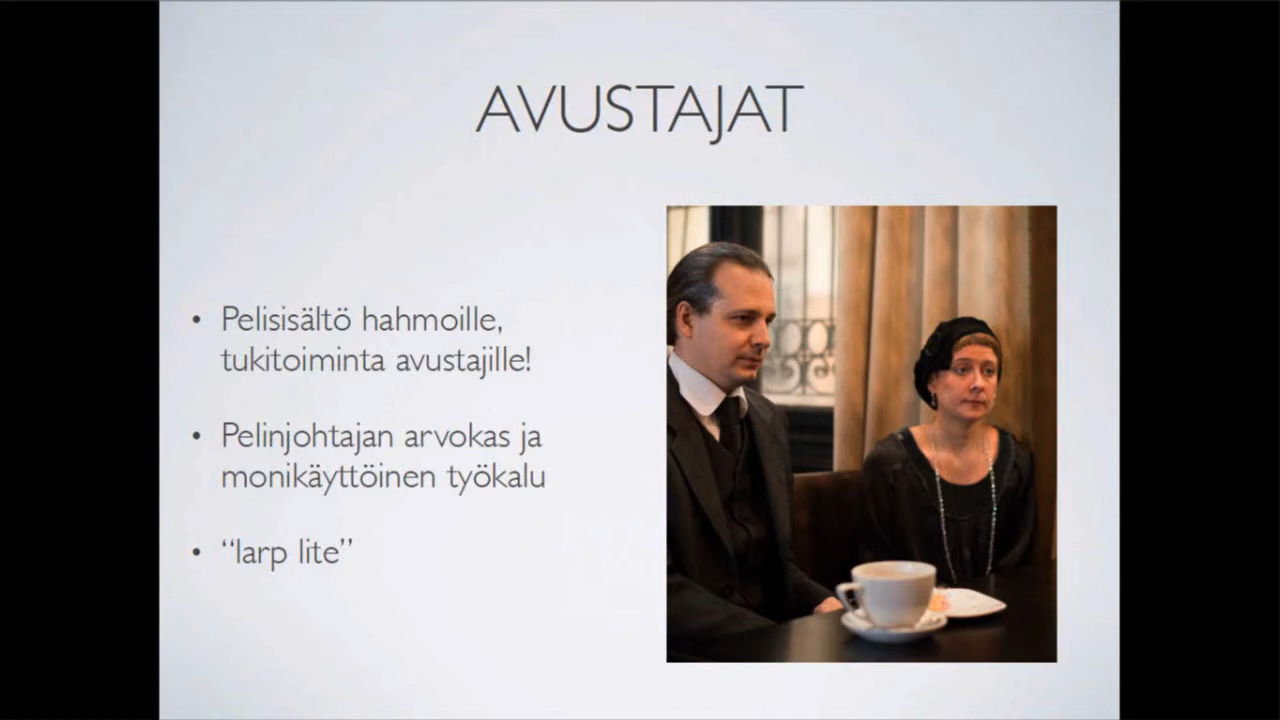 AVUSTAJAT
• Pelisisältö hahmoille,
tukitoiminta avustajille!
• Pelinjohtajan arvokas ja
monikäyttöinen työkalu
• “larp lite”